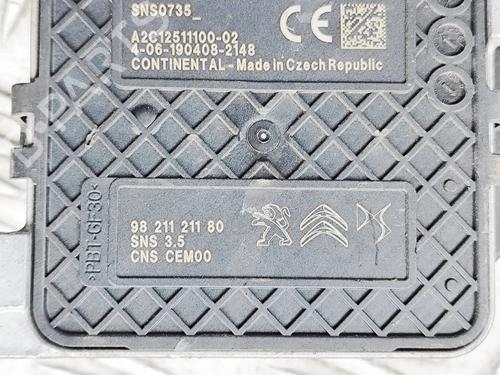 SNS0735_
A2C12511100-02
4-06-190408-2148
CONTINENTAL - Made in Czech Republic
CE
98 211 211 80
SNS 3.5
CNS CEM00
>PBT-GF30<